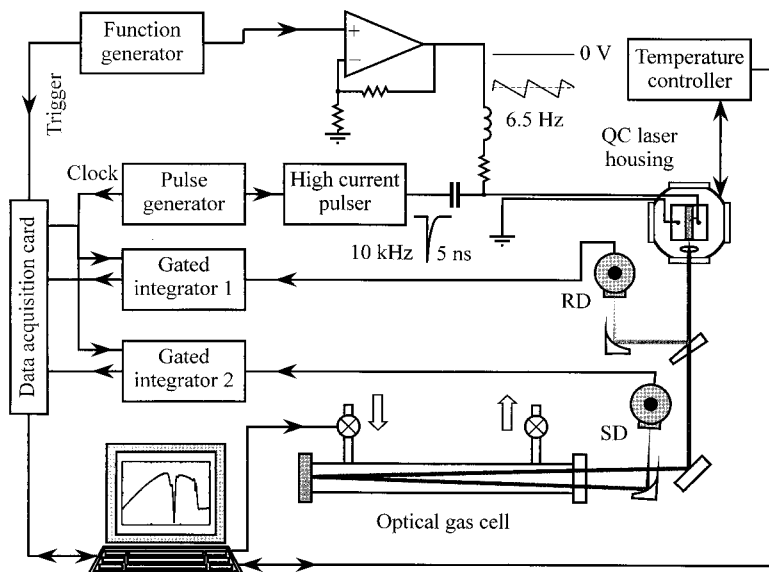 Function
generator
+
−
0 V
6.5 Hz
Temperature
controller
Trigger
QC laser
housing
Clock
Pulse
generator
High current
pulser
10 kHz
5 ns
Data acquisition card
Gated
integrator 1
RD
Gated
integrator 2
SD
Optical gas cell